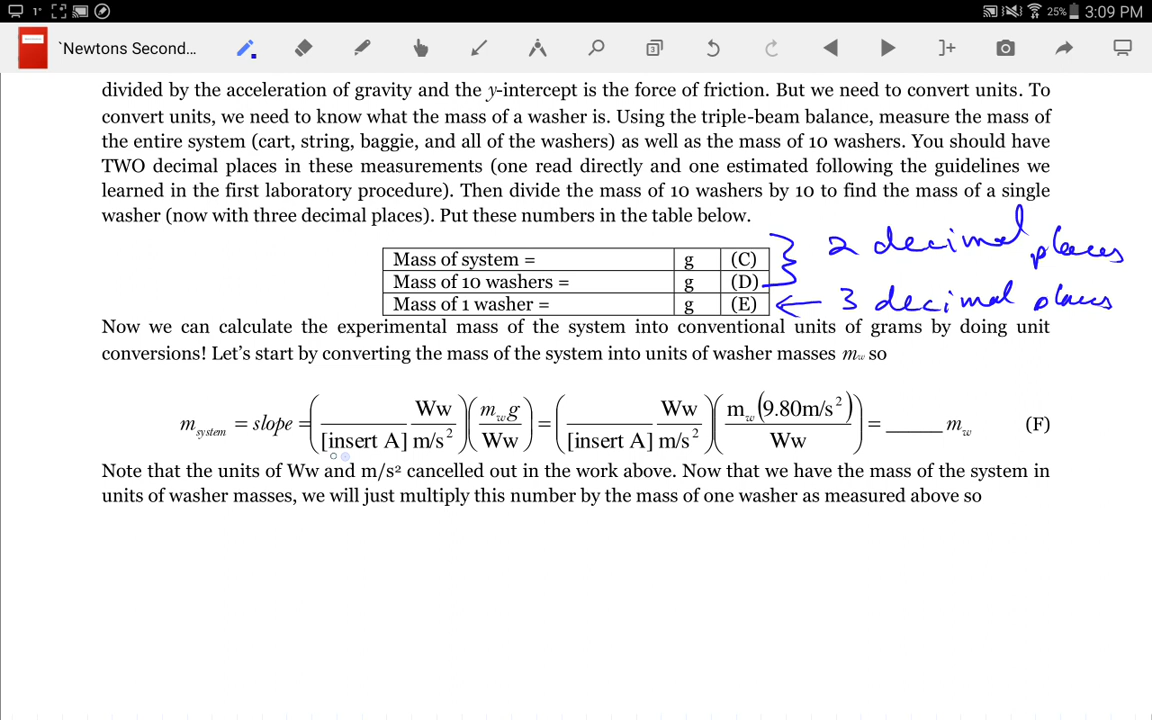 25% 3:09 PM
`Newtons Second...
3
divided by the acceleration of gravity and the y-intercept is the force of friction. But we need to convert units. To
convert units, we need to know what the mass of a washer is. Using the triple-beam balance, measure the mass of
the entire system (cart, string, baggie, and all of the washers) as well as the mass of 10 washers. You should have
TWO decimal places in these measurements (one read directly and one estimated following the guidelines we
learned in the first laboratory procedure). Then divide the mass of 10 washers by 10 to find the mass of a single
washer (now with three decimal places). Put these numbers in the table below.
Mass of system = g (C)
Mass of 10 washers = g (D)
Mass of 1 washer = g (E)
2 decimal places
← 3 decimal places
Now we can calculate the experimental mass of the system into conventional units of grams by doing unit
conversions! Let's start by converting the mass of the system into units of washer masses m_w so
m_system = slope = (___ Ww / [insert A] m/s²)(m_w g / Ww) = (___ Ww / [insert A] m/s²)(m_w(9.80m/s²) / Ww) = ______ m_w (F)
Note that the units of Ww and m/s² cancelled out in the work above. Now that we have the mass of the system in
units of washer masses, we will just multiply this number by the mass of one washer as measured above so